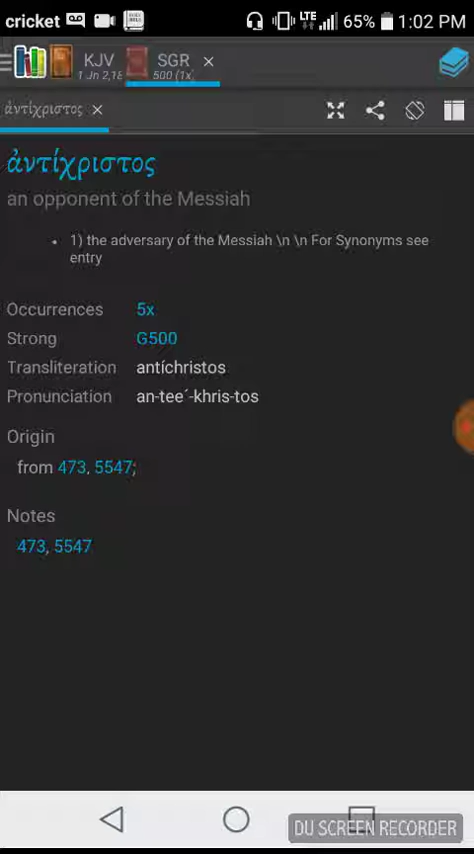 cricket LTE 65% 1:02 PM
KJV SGR
1 Jn 2,18 500 (1x)
ἀντίχριστος
ἀντίχριστος
an opponent of the Messiah
• 1) the adversary of the Messiah \n \n For Synonyms see
entry
Occurrences 5x
Strong G500
Transliteration antíchristos
Pronunciation an-tee´-khris-tos
Origin
from 473, 5547;
Notes
473, 5547
DU SCREEN RECORDER